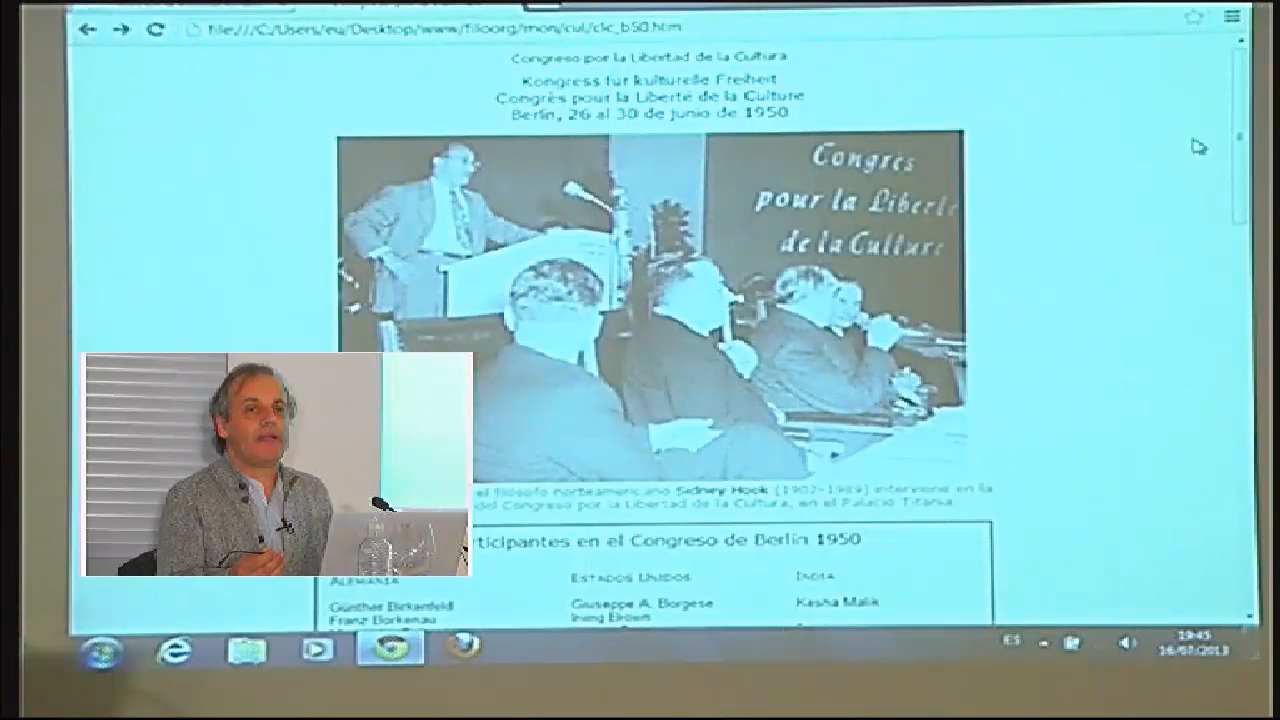 file:///C:/Users/eu/Desktop/www/filoorg/mon/cul/clc_b50.htm
Congreso por la Libertad de la Cultura
Kongress für kulturelle Freiheit
Congrès pour la Liberté de la Culture
Berlín, 26 al 30 de junio de 1950
Congrès
pour la Liberté
de la Culture
el filósofo norteamericano Sidney Hook (1902-1989) interviene en la
del Congreso por la Libertad de la Cultura, en el Palacio Titania.
ticipantes en el Congreso de Berlín 1950
ALEMANIA
ESTADOS UNIDOS
INDIA
Günther Birkenfeld
Giuseppe A. Borgese
Kesha Malik
Franz Borkenau
Irving Brown
ES
19:45
16/07/2013